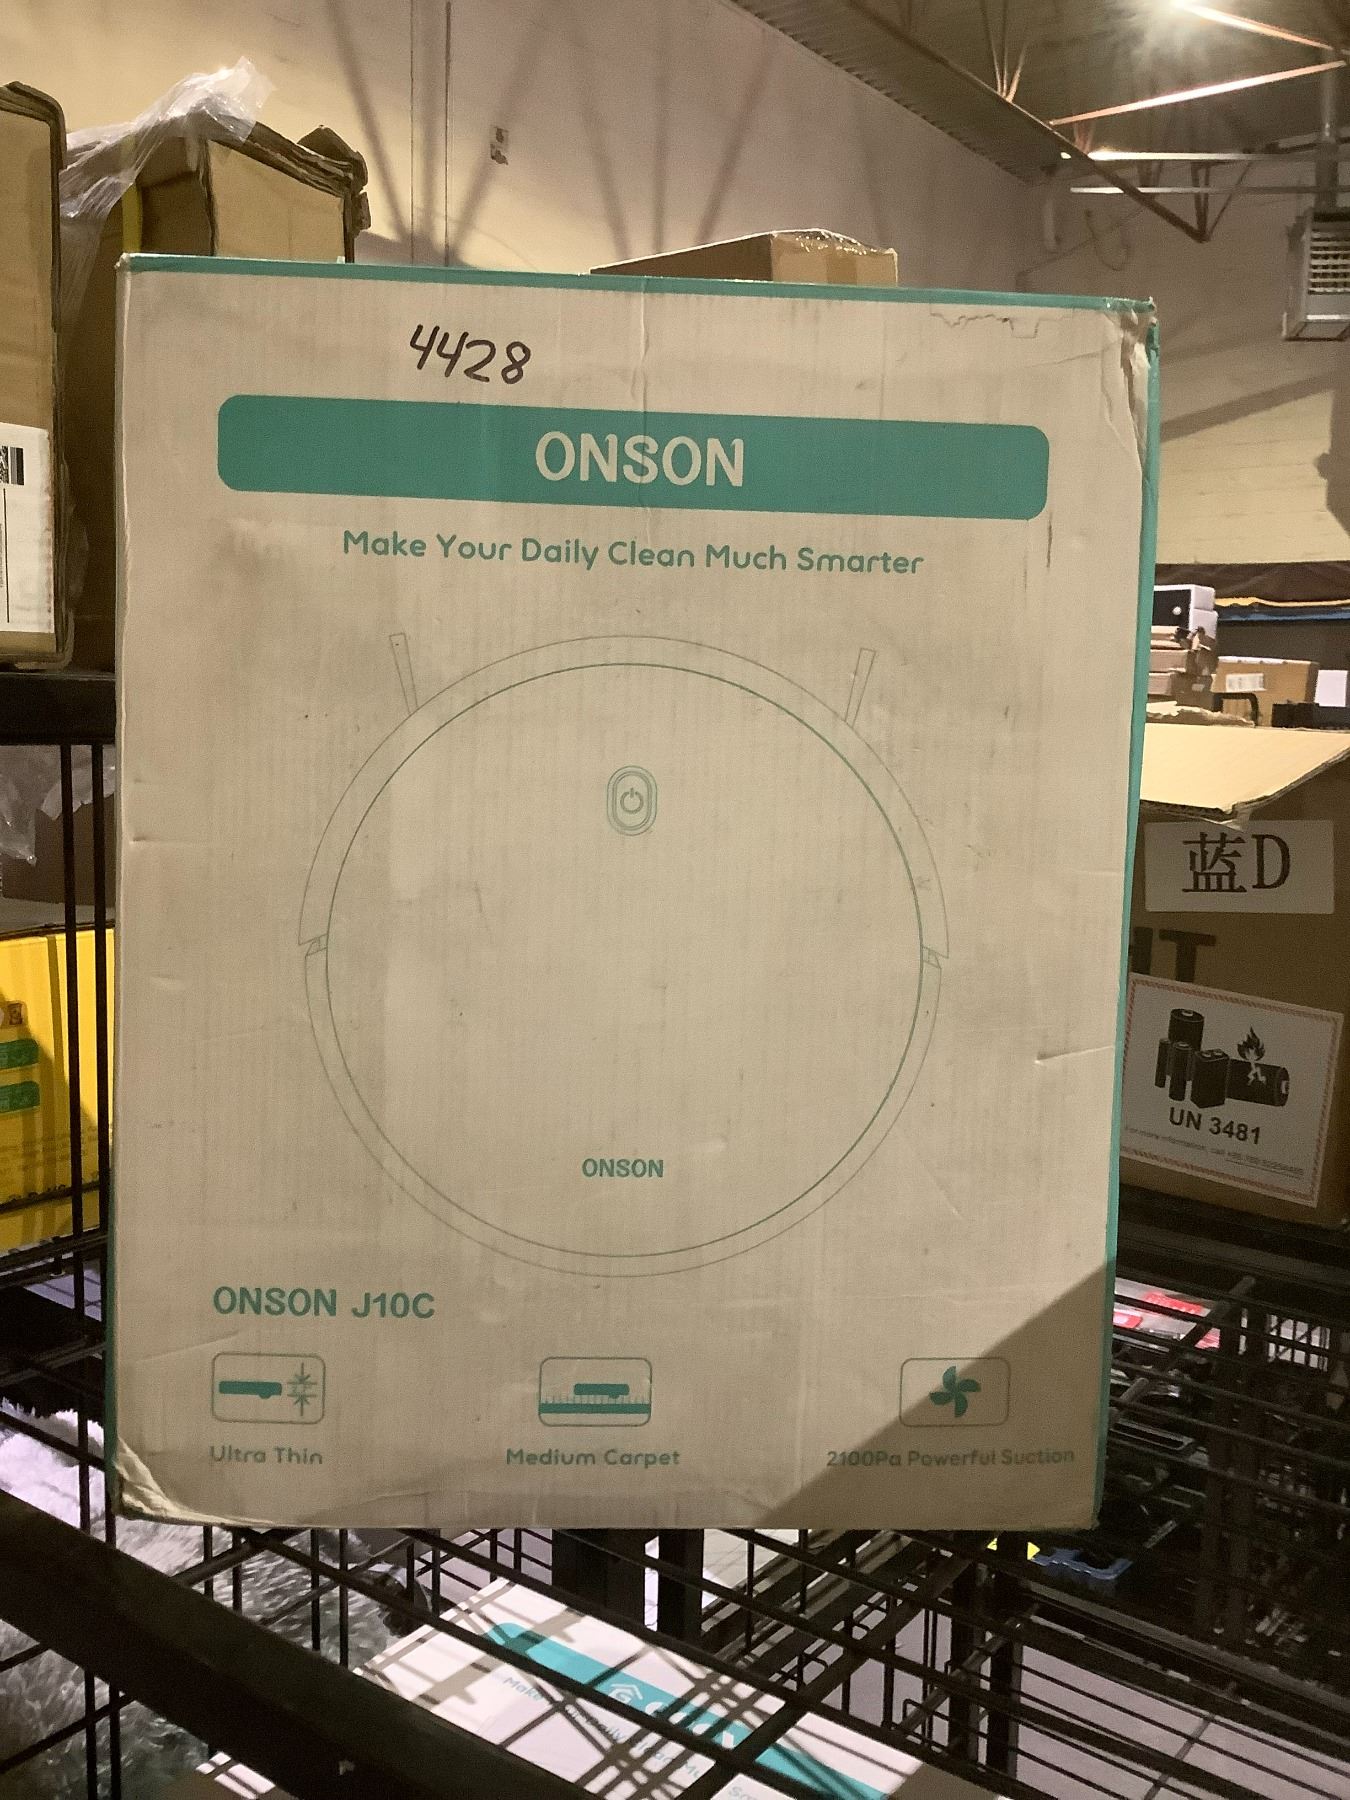 4428
ONSON
Make Your Daily Clean Much Smarter
ONSON
ONSON J10C
Ultra Thin
Medium Carpet
2100Pa Powerful Suction
蓝D
UN 3481